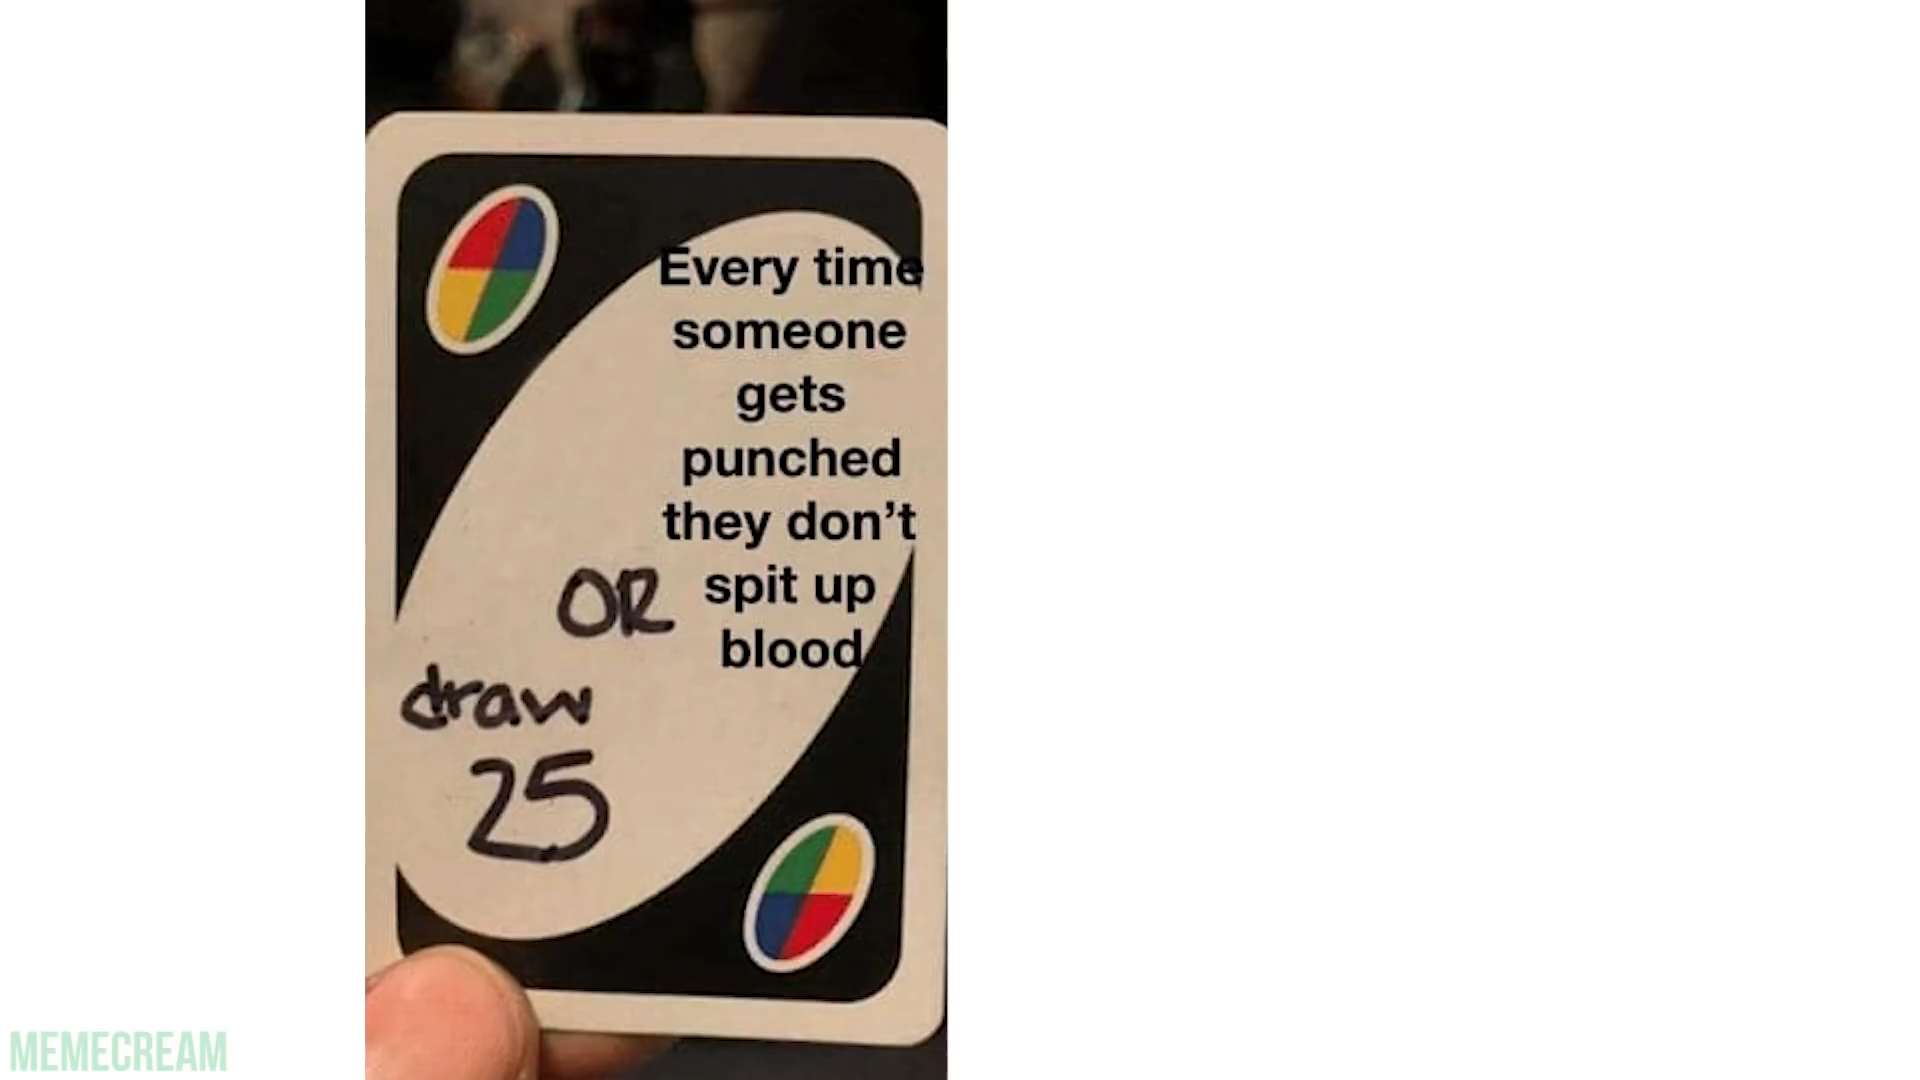 Every time
someone
gets
punched
they don't
spit up
blood
OR
draw
25
MEMECREAM